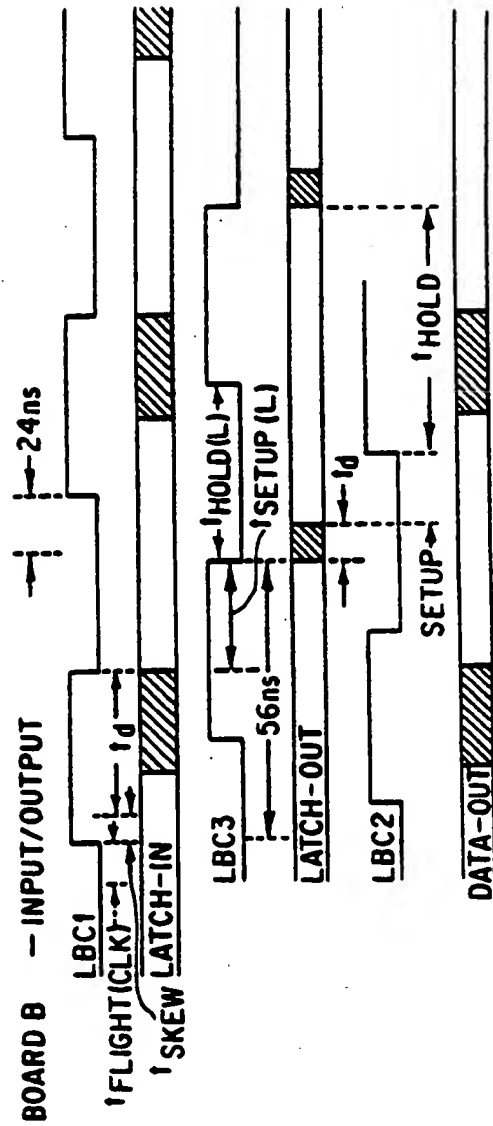 BOARD B – INPUT/OUTPUT
24ns
LBC1
tFLIGHT(CLK)
td
tSKEW
LATCH-IN
LBC3
tHOLD(L)
tSETUP(L)
56ns
LATCH-OUT
td
LBC2
SETUP
tHOLD
DATA-OUT